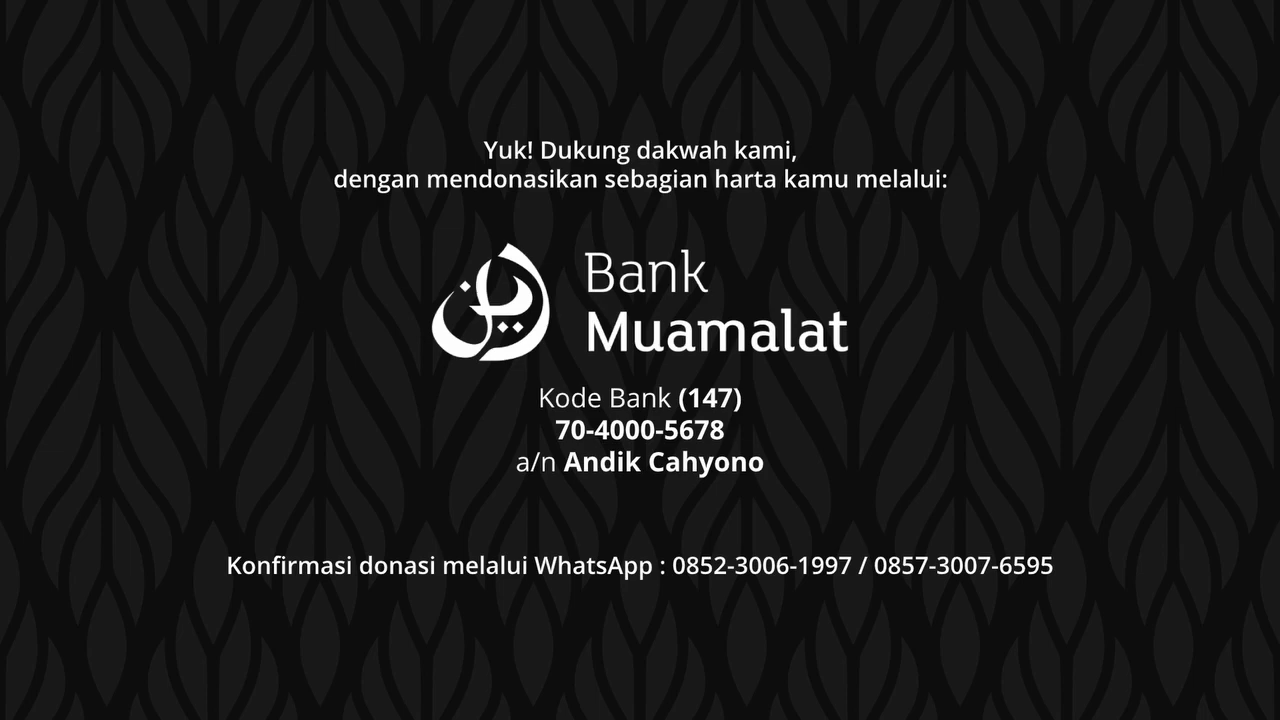 Yuk! Dukung dakwah kami,
dengan mendonasikan sebagian harta kamu melalui:
Bank
Muamalat
Kode Bank (147)
70-4000-5678
a/n Andik Cahyono
Konfirmasi donasi melalui WhatsApp : 0852-3006-1997 / 0857-3007-6595